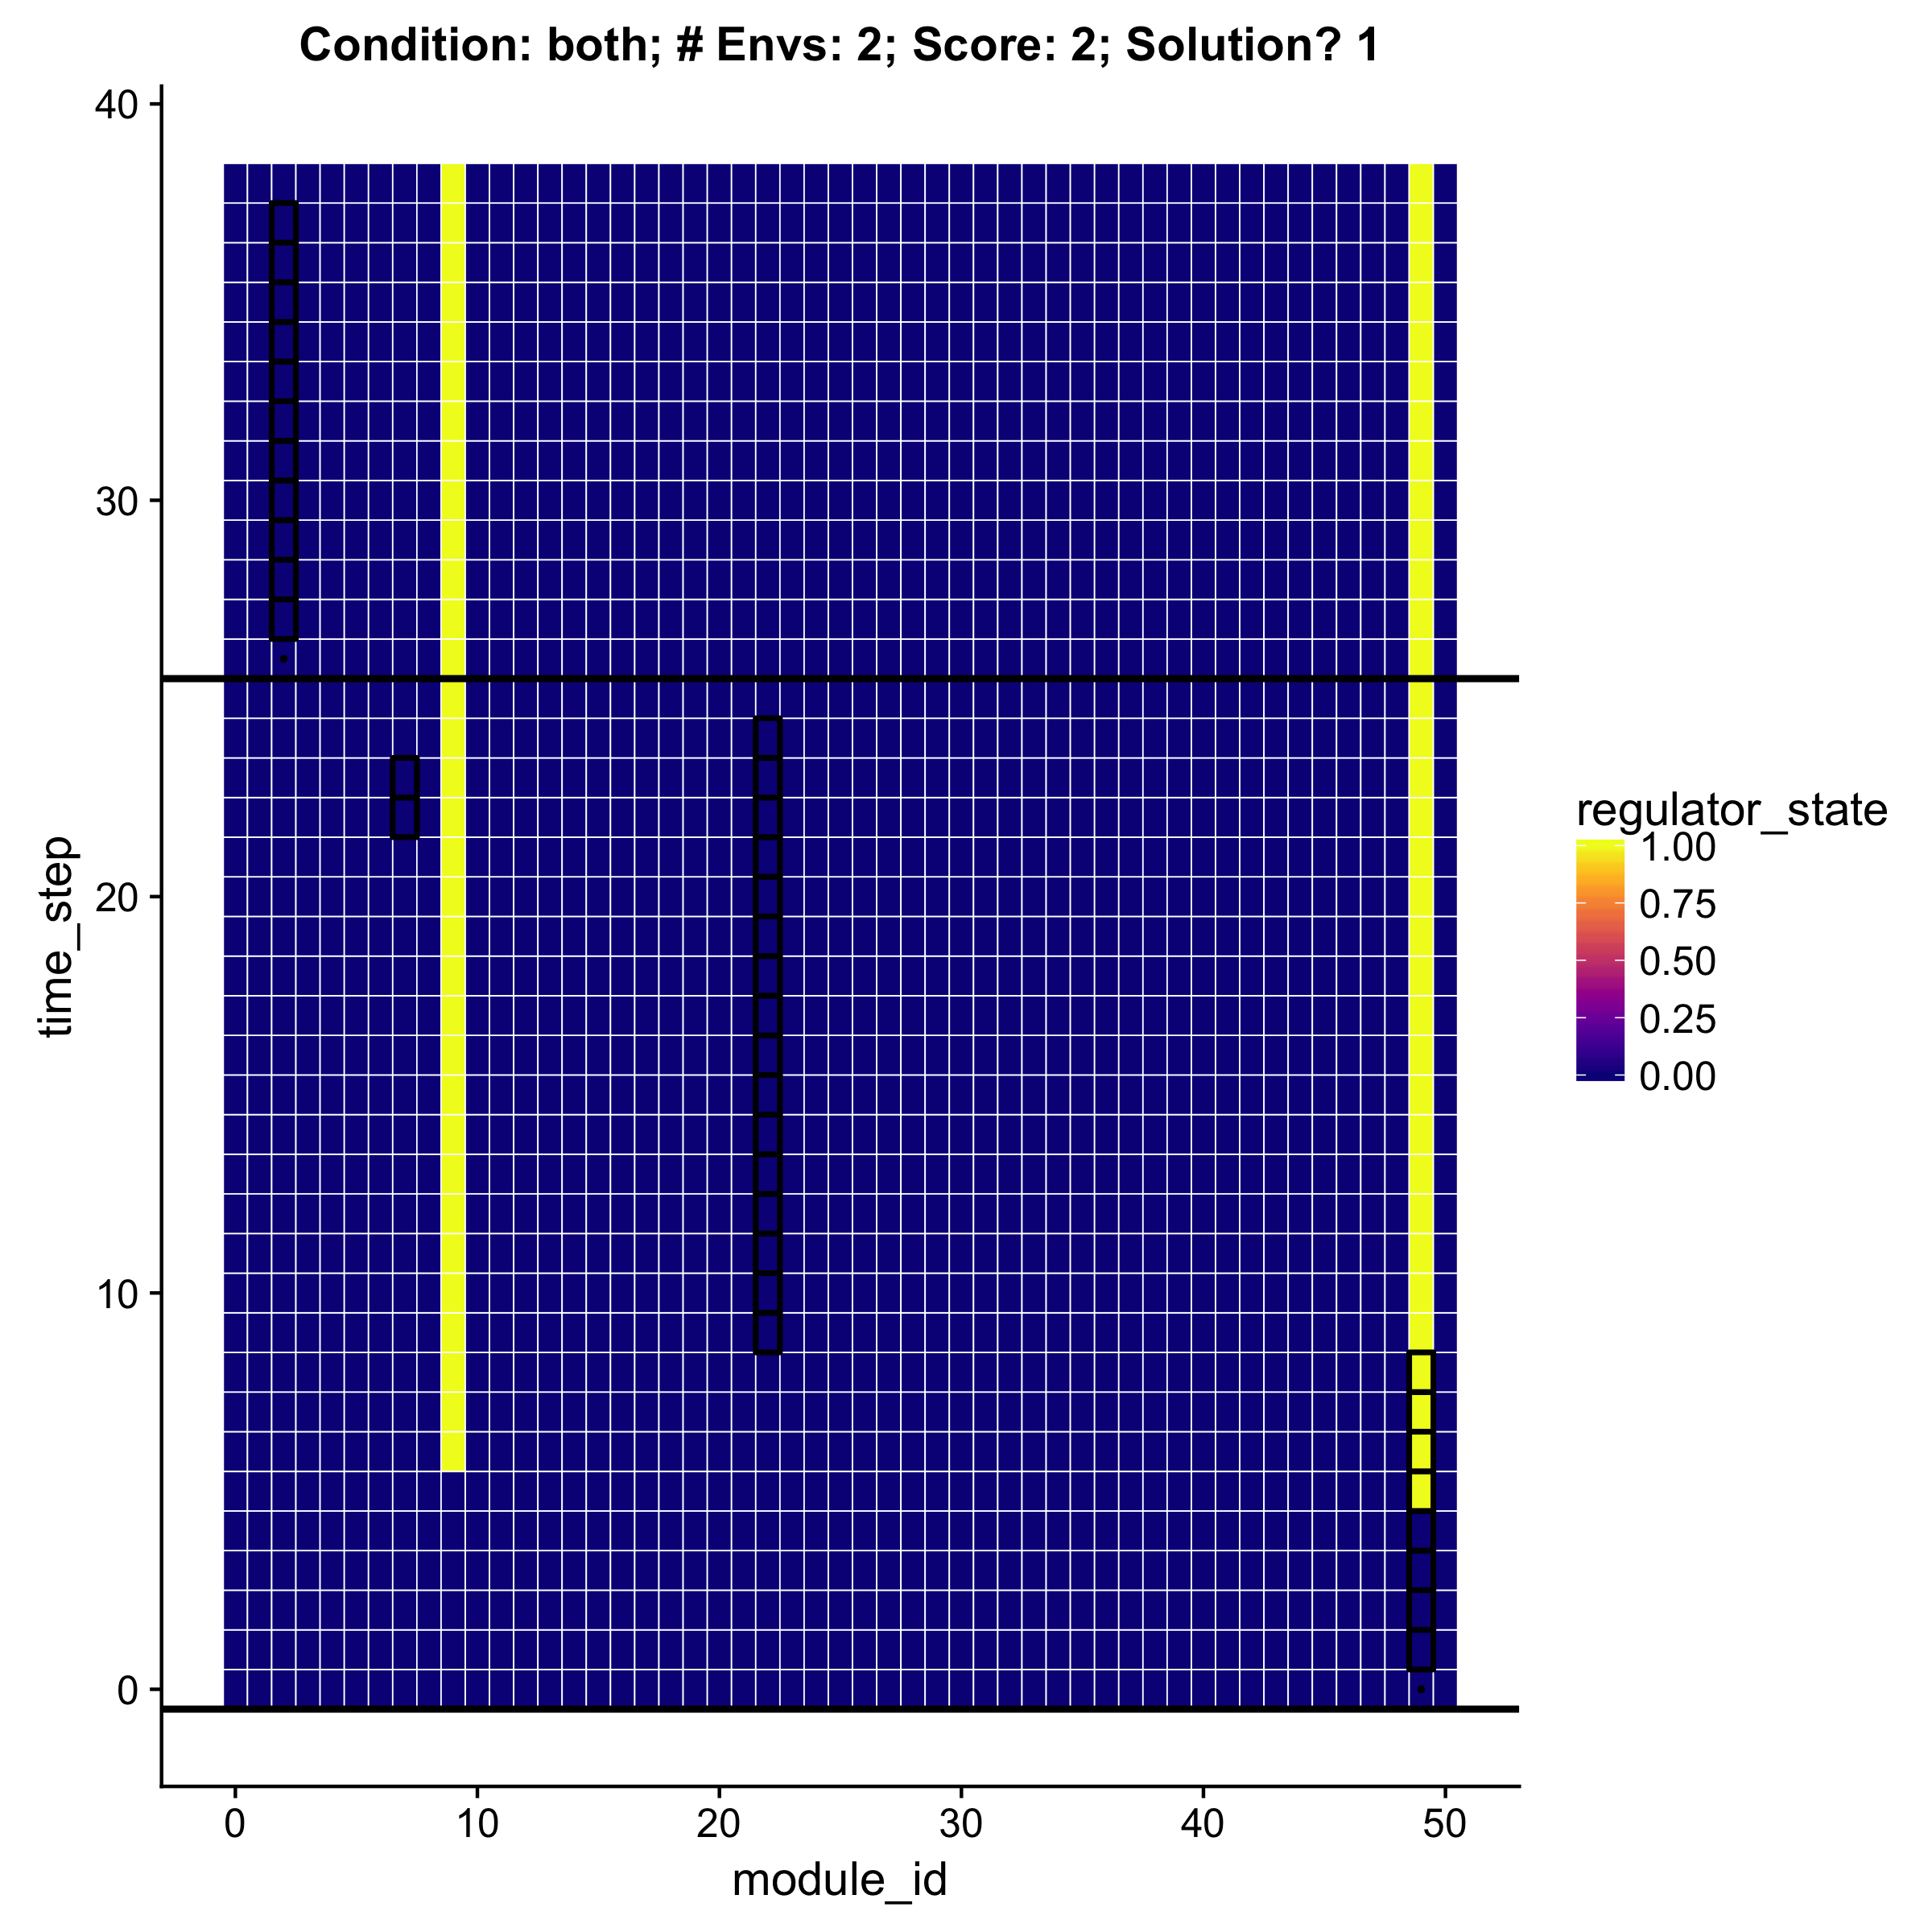 Condition: both; # Envs: 2; Score: 2; Solution? 1
40
30
20
10
0
time_step
0 10 20 30 40 50
module_id
regulator_state
1.00
0.75
0.50
0.25
0.00